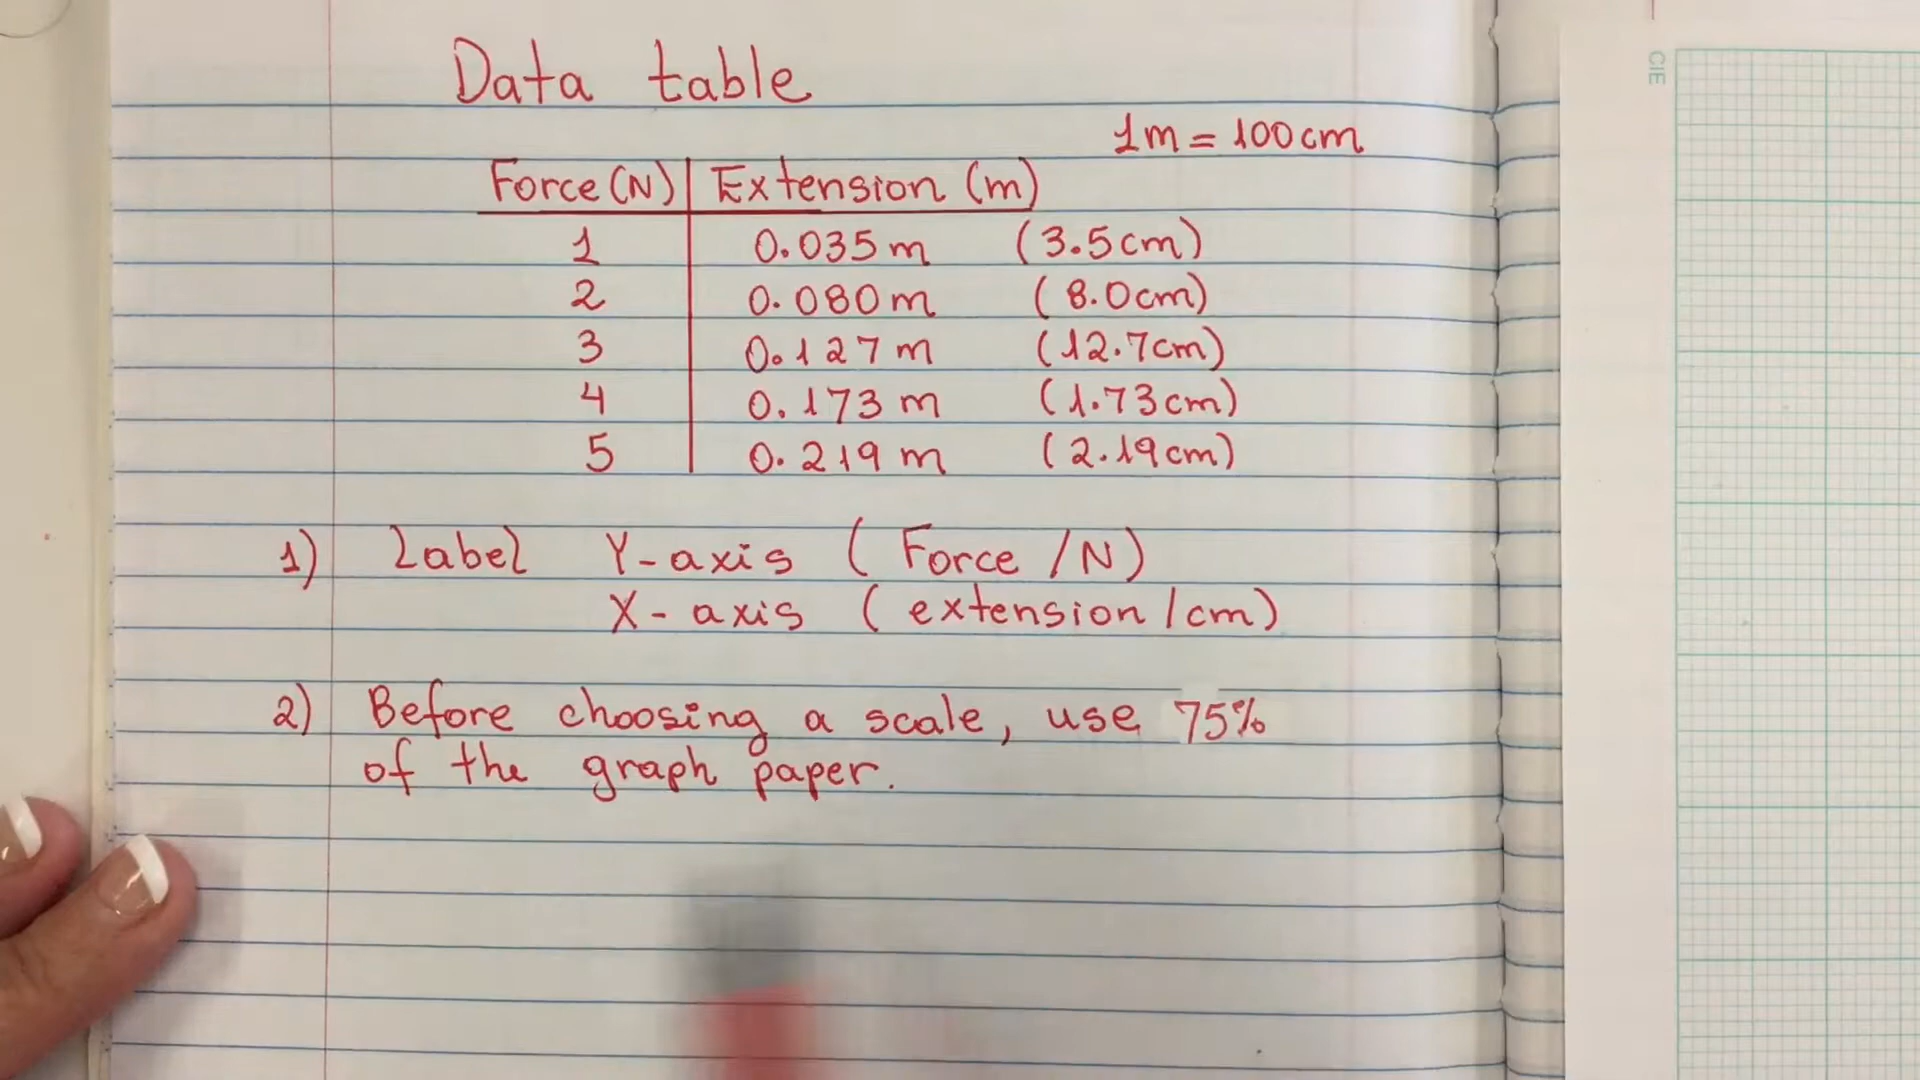 Data table
1m = 100cm
Force (N) Extension (m)
1 0.035 m (3.5cm)
2 0.080 m (8.0cm)
3 0.127 m (12.7cm)
4 0.173 m (1.73cm)
5 0.219 m (2.19cm)
1) Label Y-axis (Force /N)
X-axis (extension /cm)
2) Before choosing a scale, use 75%
of the graph paper.
CIE